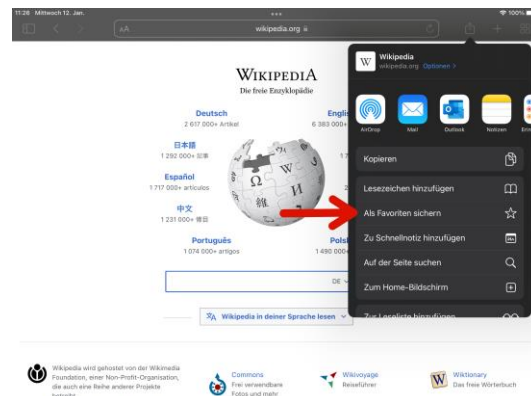 11:28 Mittwoch 12. Jan.
100%
AA
wikipedia.org
WIKIPEDIA
Die freie Enzyklopädie
Deutsch
2 617 000+ Artikel
日本語
1 292 000+ 記事
Español
1 717 000+ artículos
中文
1 231 000+ 條目
Português
1 074 000+ artigos
6 383 000+
1 490 000+
Ω
W
И
維
DE
Wikipedia in deiner Sprache lesen
Wikipedia wird gehostet von der Wikimedia
Foundation, einer Non-Profit-Organisation,
die auch eine Reihe anderer Projekte
betreibt.
Commons
Frei verwendbare
Fotos und mehr
Wikivoyage
Reiseführer
W
Wiktionary
Das freie Wörterbuch
W
Wikipedia
wikipedia.org Optionen >
AirDrop
Mail
Outlook
Notizen
Kopieren
Lesezeichen hinzufügen
Als Favoriten sichern
Zu Schnellnotiz hinzufügen
Auf der Seite suchen
Zum Home-Bildschirm
Zur Leseliste hinzufügen